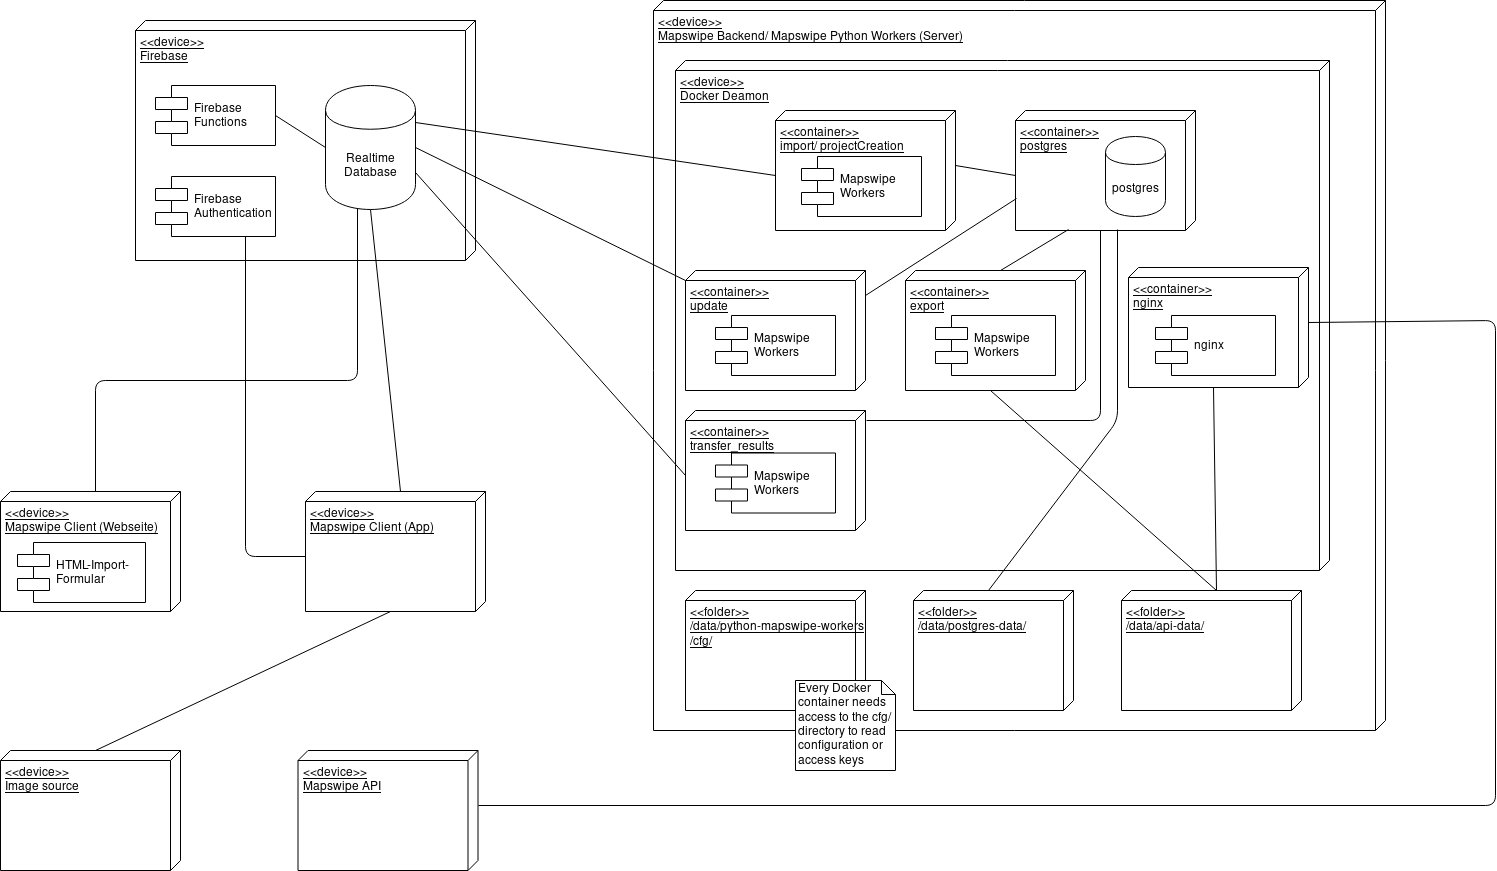 <<device>>
Firebase
Firebase
Functions
Realtime
Database
Firebase
Authentication
<<device>>
Mapswipe Backend/ Mapswipe Python Workers (Server)
<<device>>
Docker Deamon
<<container>>
import/ projectCreation
Mapswipe
Workers
<<container>>
postgres
postgres
<<container>>
update
Mapswipe
Workers
<<container>>
export
Mapswipe
Workers
<<container>>
nginx
nginx
<<container>>
transfer_results
Mapswipe
Workers
<<device>>
Mapswipe Client (Webseite)
HTML-Import-
Formular
<<device>>
Mapswipe Client (App)
<<folder>>
/data/python-mapswipe-workers
/cfg/
<<folder>>
/data/postgres-data/
<<folder>>
/data/api-data/
Every Docker
container needs
access to the cfg/
directory to read
configuration or
access keys
<<device>>
Image source
<<device>>
Mapswipe API